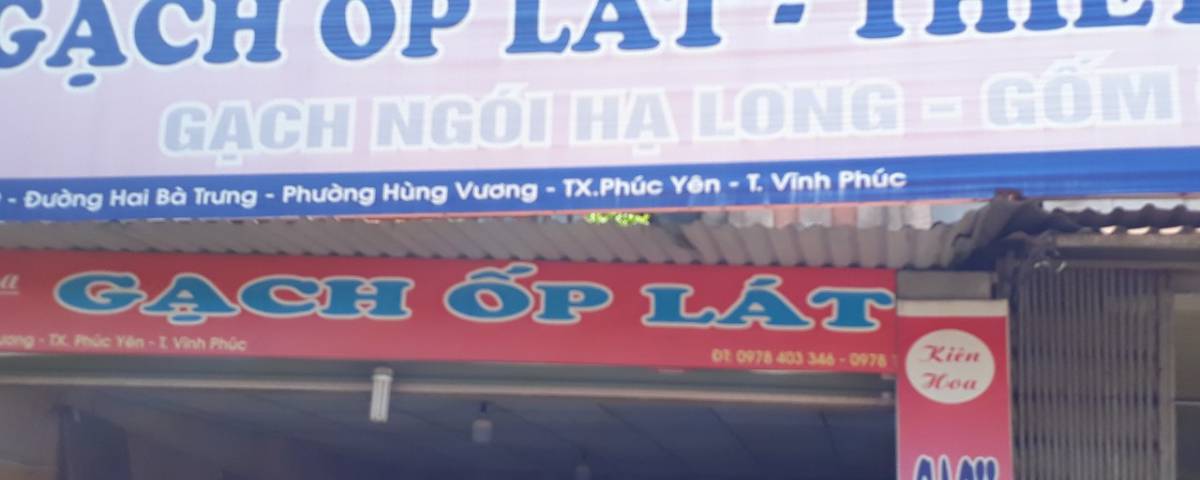 GẠCH ỐP LÁT - THIẾT
GẠCH NGÓI HẠ LONG - GỐM
- Đường Hai Bà Trưng - Phường Hùng Vương - TX.Phúc Yên - T. Vĩnh Phúc
GẠCH ỐP LÁT
- TX. Phúc Yên - T. Vĩnh Phúc
ĐT: 0978 403 346 - 0978
Kiên
Hoa